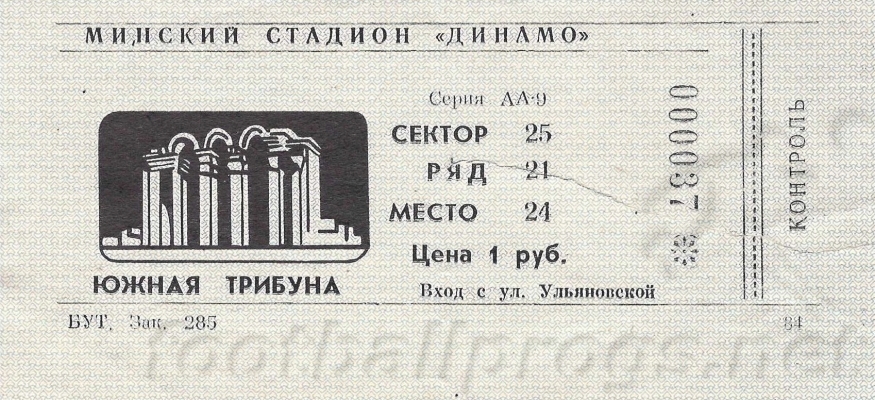 МИНСКИЙ СТАДИОН «ДИНАМО»
Серия АА-9
СЕКТОР 25
РЯД 21
МЕСТО 24
Цена 1 руб.
Вход с ул. Ульяновской
ЮЖНАЯ ТРИБУНА
БУТ. Зак. 285
84
КОНТРОЛЬ
footballprogs.net